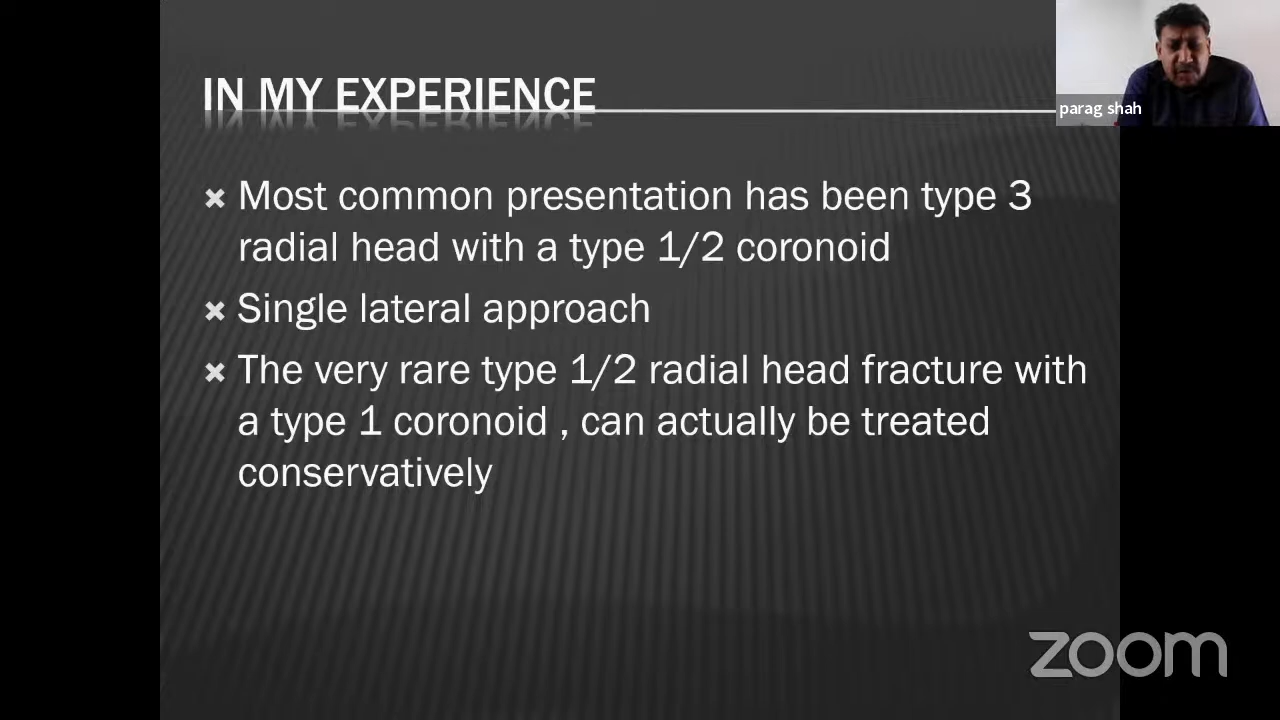 IN MY EXPERIENCE
parag shah
Most common presentation has been type 3
radial head with a type 1/2 coronoid
Single lateral approach
The very rare type 1/2 radial head fracture with
a type 1 coronoid , can actually be treated
conservatively
zoom